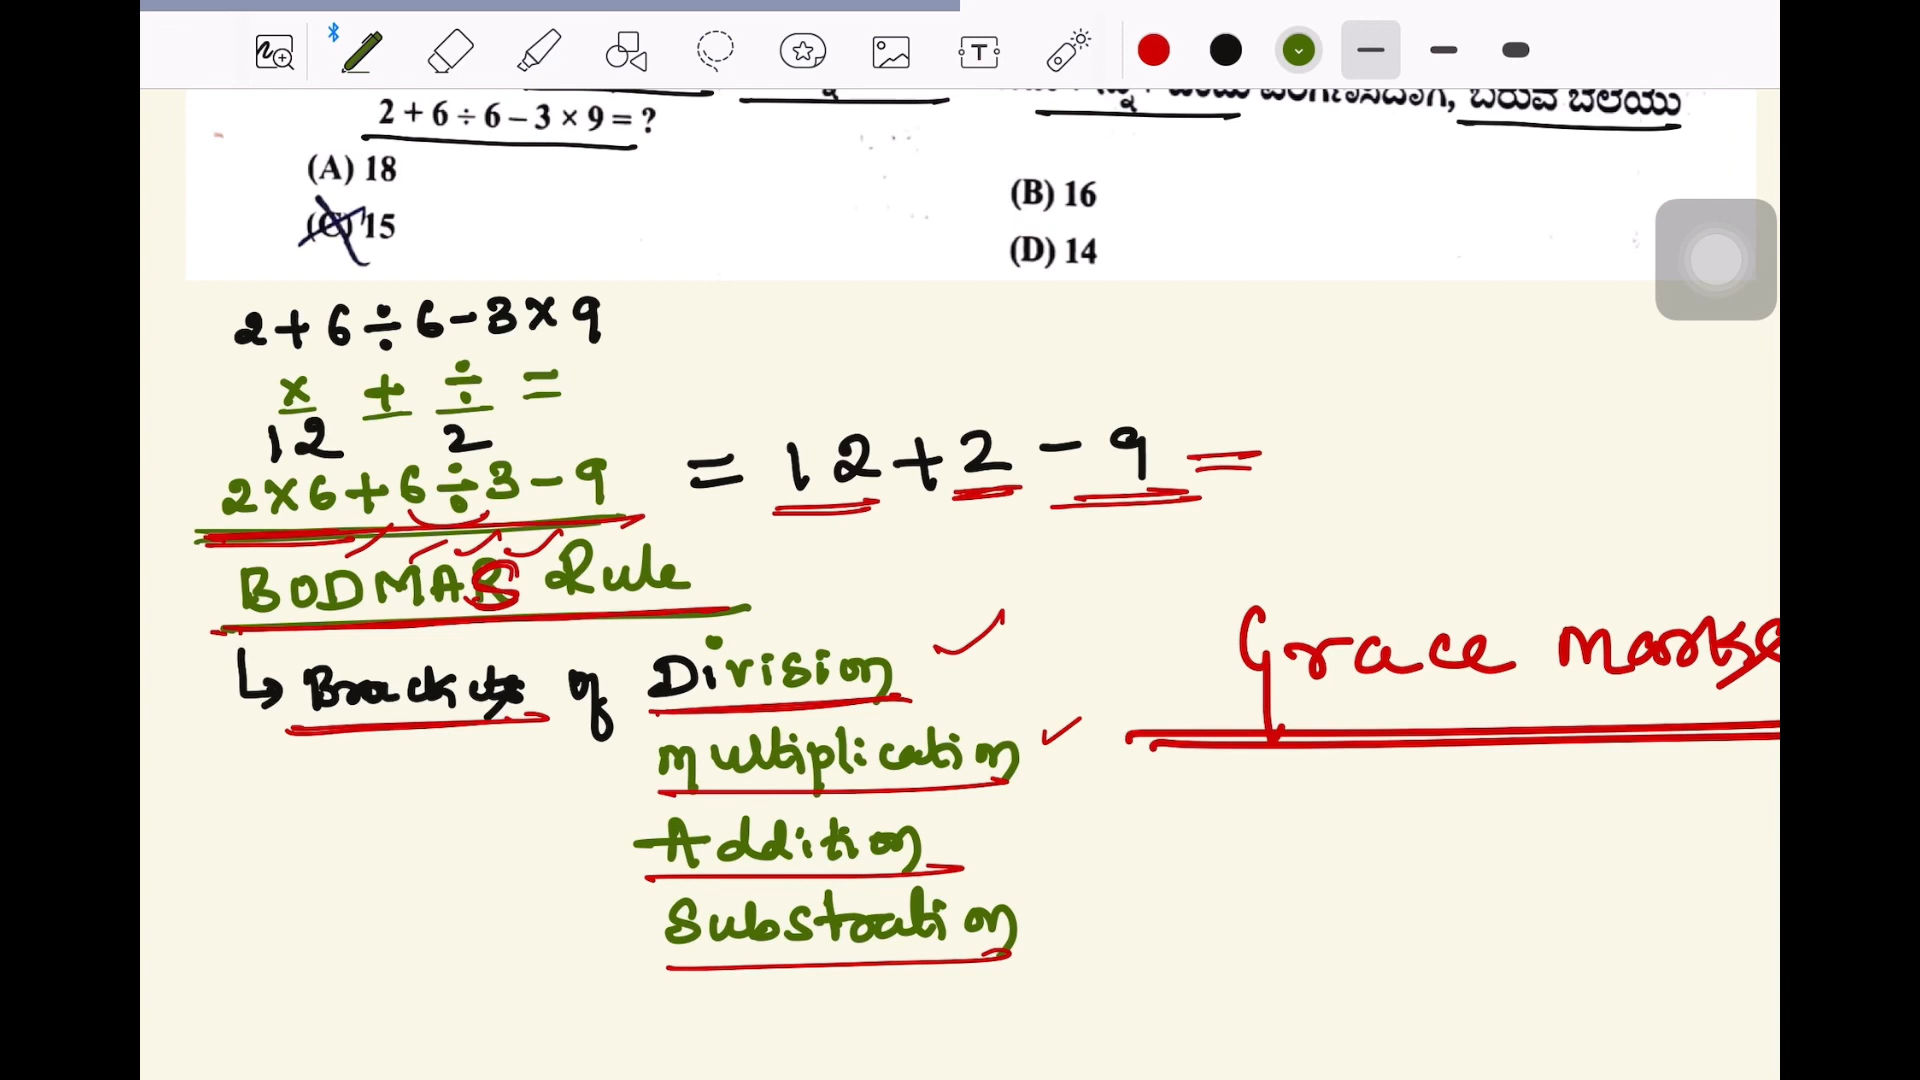 ಬರುವ ಬೆಲೆಯು
2 + 6 ÷ 6 – 3 × 9 = ?
(A) 18
(B) 16
(C) 15
(D) 14
2 + 6 ÷ 6 - 3 × 9
× + ÷ =
12 2
2 × 6 + 6 ÷ 3 - 9 = 12 + 2 - 9 =
BODMAS Rule
↳ Brackets of Division ✓
Multiplication ✓
Addition
Substraction
Grace Marks